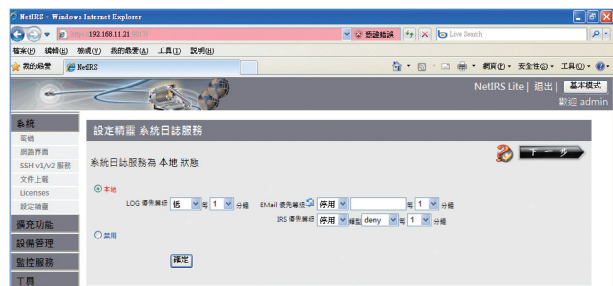 NetIRS - Windows Internet Explorer
192.168.11.21
憑證錯誤
Live Search
檔案(F) 編輯(E) 檢視(V) 我的最愛(A) 工具(T) 說明(H)
我的最愛 NetIRS
網頁(P) 安全性(S) 工具(O)
NetIRS Lite | 退出 | 基本模式
歡迎 admin
系統
密碼
網路界面
SSH v1/v2 服務
文件上載
Licenses
設定精靈
擴充功能
設備管理
監控服務
工具
設定精靈 系統日誌服務
下一步
系統日誌服務為 本地 狀態
本地
LOG 優先等級 低 每 1 分鐘 EMail 優先等級 停用 每 1 分鐘
IRS 優先等級 停用 類型 deny 每 1 分鐘
禁用
確定